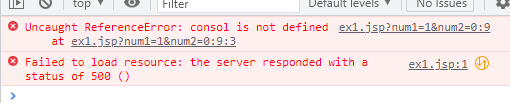 top ▾ Filter Default levels ▾ No Issues
Uncaught ReferenceError: consol is not defined ex1.jsp?num1=1&num2=0:9
at ex1.jsp?num1=1&num2=0:9:3
Failed to load resource: the server responded with a ex1.jsp:1
status of 500 ()